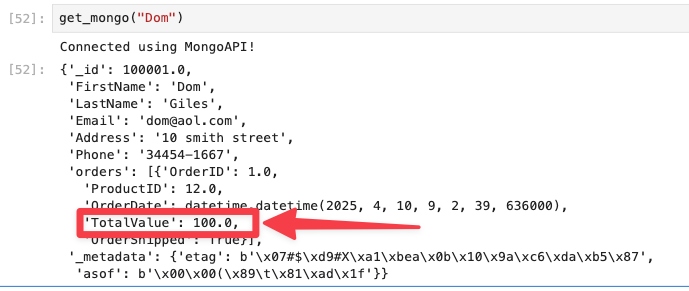 [52]: get_mongo("Dom")
Connected using MongoAPI!
[52]: {'_id': 100001.0,
'FirstName': 'Dom',
'LastName': 'Giles',
'Email': 'dom@aol.com',
'Address': '10 smith street',
'Phone': '34454-1667',
'orders': [{'OrderID': 1.0,
'ProductID': 12.0,
'OrderDate': datetime.datetime(2025, 4, 10, 9, 2, 39, 636000),
'TotalValue': 100.0,
'OrderShipped': True}],
'_metadata': {'etag': b'\x07#$\xd9#X\xa1\xbea\x0b\x10\x9a\xc6\xda\xb5\x87',
'asof': b'\x00\x00(\x89\t\x81\xad\x1f'}}